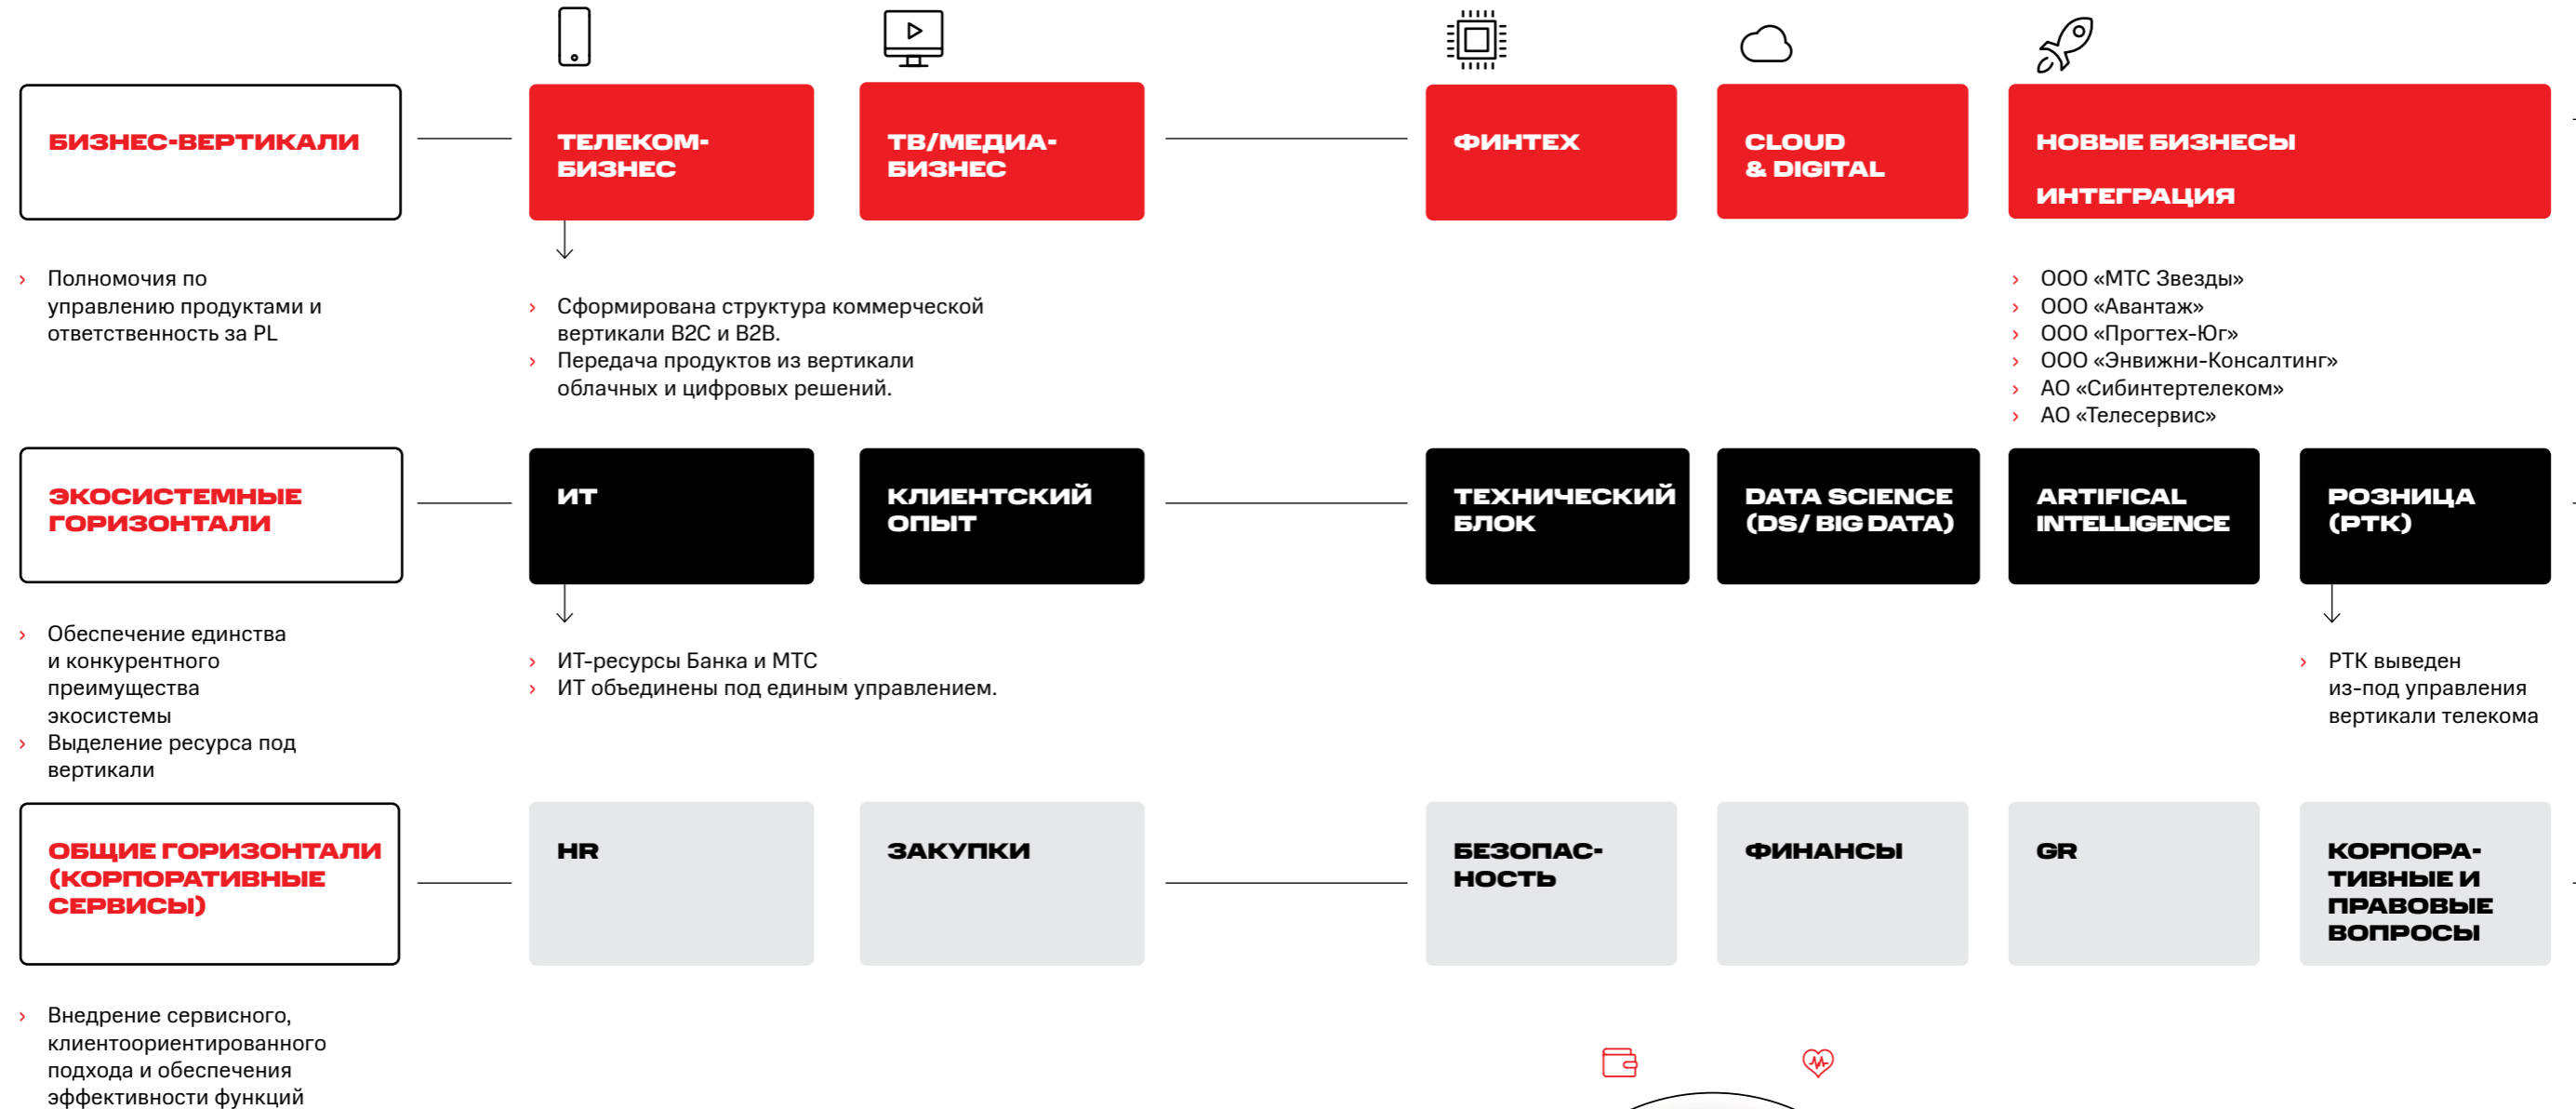 БИЗНЕС-ВЕРТИКАЛИ
ТЕЛЕКОМ-
БИЗНЕС
ТВ/МЕДИА-
БИЗНЕС
ФИНТЕХ
CLOUD
& DIGITAL
НОВЫЕ БИЗНЕСЫ
ИНТЕГРАЦИЯ
› Полномочия по
управлению продуктами и
ответственность за PL
› Сформирована структура коммерческой
вертикали B2C и B2B.
› Передача продуктов из вертикали
облачных и цифровых решений.
› ООО «МТС Звезды»
› ООО «Авантаж»
› ООО «Прогтех-Юг»
› ООО «Энвижни-Консалтинг»
› АО «Сибинтертелеком»
› АО «Телесервис»
ЭКОСИСТЕМНЫЕ
ГОРИЗОНТАЛИ
ИТ
КЛИЕНТСКИЙ
ОПЫТ
ТЕХНИЧЕСКИЙ
БЛОК
DATA SCIENCE
(DS/ BIG DATA)
ARTIFICAL
INTELLIGENCE
РОЗНИЦА
(РТК)
› Обеспечение единства
и конкурентного
преимущества
экосистемы
› Выделение ресурса под
вертикали
› ИТ-ресурсы Банка и МТС
› ИТ объединены под единым управлением.
› РТК выведен
из-под управления
вертикали телекома
ОБЩИЕ ГОРИЗОНТАЛИ
(КОРПОРАТИВНЫЕ
СЕРВИСЫ)
HR
ЗАКУПКИ
БЕЗОПАС-
НОСТЬ
ФИНАНСЫ
GR
КОРПОРА-
ТИВНЫЕ И
ПРАВОВЫЕ
ВОПРОСЫ
› Внедрение сервисного,
клиентоориентированного
подхода и обеспечения
эффективности функций